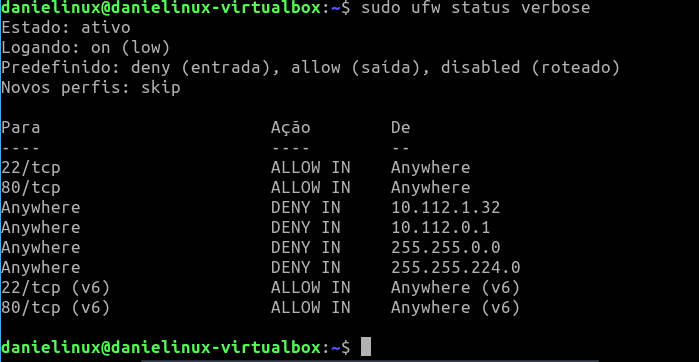 danielinux@danielinux-virtualbox:~$ sudo ufw status verbose
Estado: ativo
Logando: on (low)
Predefinido: deny (entrada), allow (saída), disabled (roteado)
Novos perfis: skip
Para Ação De
---- ---- --
22/tcp ALLOW IN Anywhere
80/tcp ALLOW IN Anywhere
Anywhere DENY IN 10.112.1.32
Anywhere DENY IN 10.112.0.1
Anywhere DENY IN 255.255.0.0
Anywhere DENY IN 255.255.224.0
22/tcp (v6) ALLOW IN Anywhere (v6)
80/tcp (v6) ALLOW IN Anywhere (v6)
danielinux@danielinux-virtualbox:~$